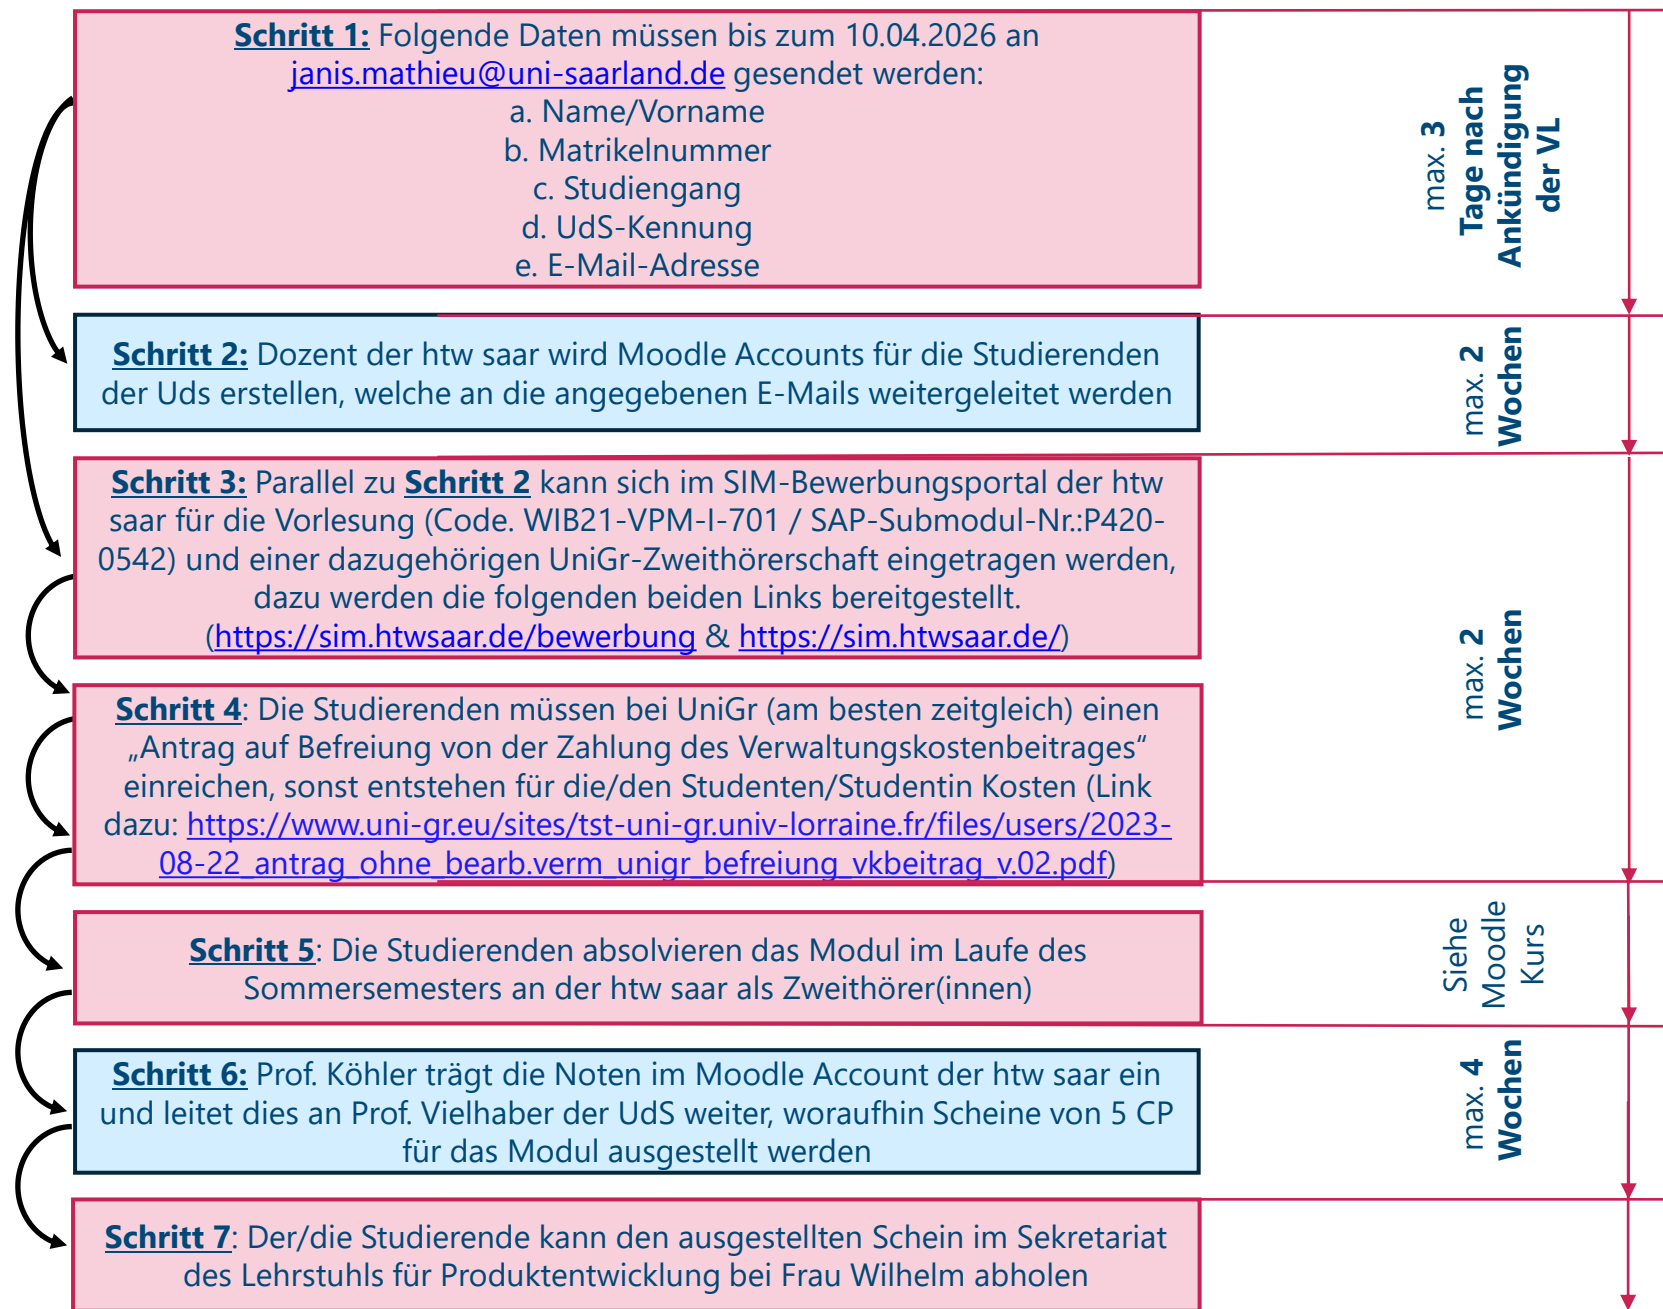 Schritt 1: Folgende Daten müssen bis zum 10.04.2026 an
janis.mathieu@uni-saarland.de gesendet werden:
a. Name/Vorname
b. Matrikelnummer
c. Studiengang
d. UdS-Kennung
e. E-Mail-Adresse
max. 3
Tage nach
Ankündigung
der VL
Schritt 2: Dozent der htw saar wird Moodle Accounts für die Studierenden
der Uds erstellen, welche an die angegebenen E-Mails weitergeleitet werden
max. 2
Wochen
Schritt 3: Parallel zu Schritt 2 kann sich im SIM-Bewerbungsportal der htw
saar für die Vorlesung (Code. WIB21-VPM-I-701 / SAP-Submodul-Nr.:P420-
0542) und einer dazugehörigen UniGr-Zweithörerschaft eingetragen werden,
dazu werden die folgenden beiden Links bereitgestellt.
(https://sim.htwsaar.de/bewerbung & https://sim.htwsaar.de/)
max. 2
Wochen
Schritt 4: Die Studierenden müssen bei UniGr (am besten zeitgleich) einen
„Antrag auf Befreiung von der Zahlung des Verwaltungskostenbeitrages“
einreichen, sonst entstehen für die/den Studenten/Studentin Kosten (Link
dazu: https://www.uni-gr.eu/sites/tst-uni-gr.univ-lorraine.fr/files/users/2023-
08-22_antrag_ohne_bearb.verm_unigr_befreiung_vkbeitrag_v.02.pdf)
Schritt 5: Die Studierenden absolvieren das Modul im Laufe des
Sommersemesters an der htw saar als Zweithörer(innen)
Siehe
Moodle
Kurs
Schritt 6: Prof. Köhler trägt die Noten im Moodle Account der htw saar ein
und leitet dies an Prof. Vielhaber der UdS weiter, woraufhin Scheine von 5 CP
für das Modul ausgestellt werden
max. 4
Wochen
Schritt 7: Der/die Studierende kann den ausgestellten Schein im Sekretariat
des Lehrstuhls für Produktentwicklung bei Frau Wilhelm abholen